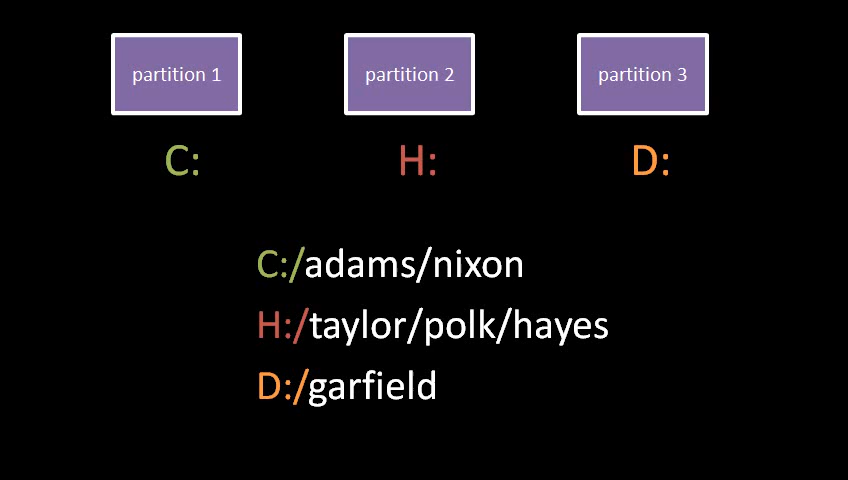 partition 1 partition 2 partition 3
C: H: D:
C:/adams/nixon
H:/taylor/polk/hayes
D:/garfield